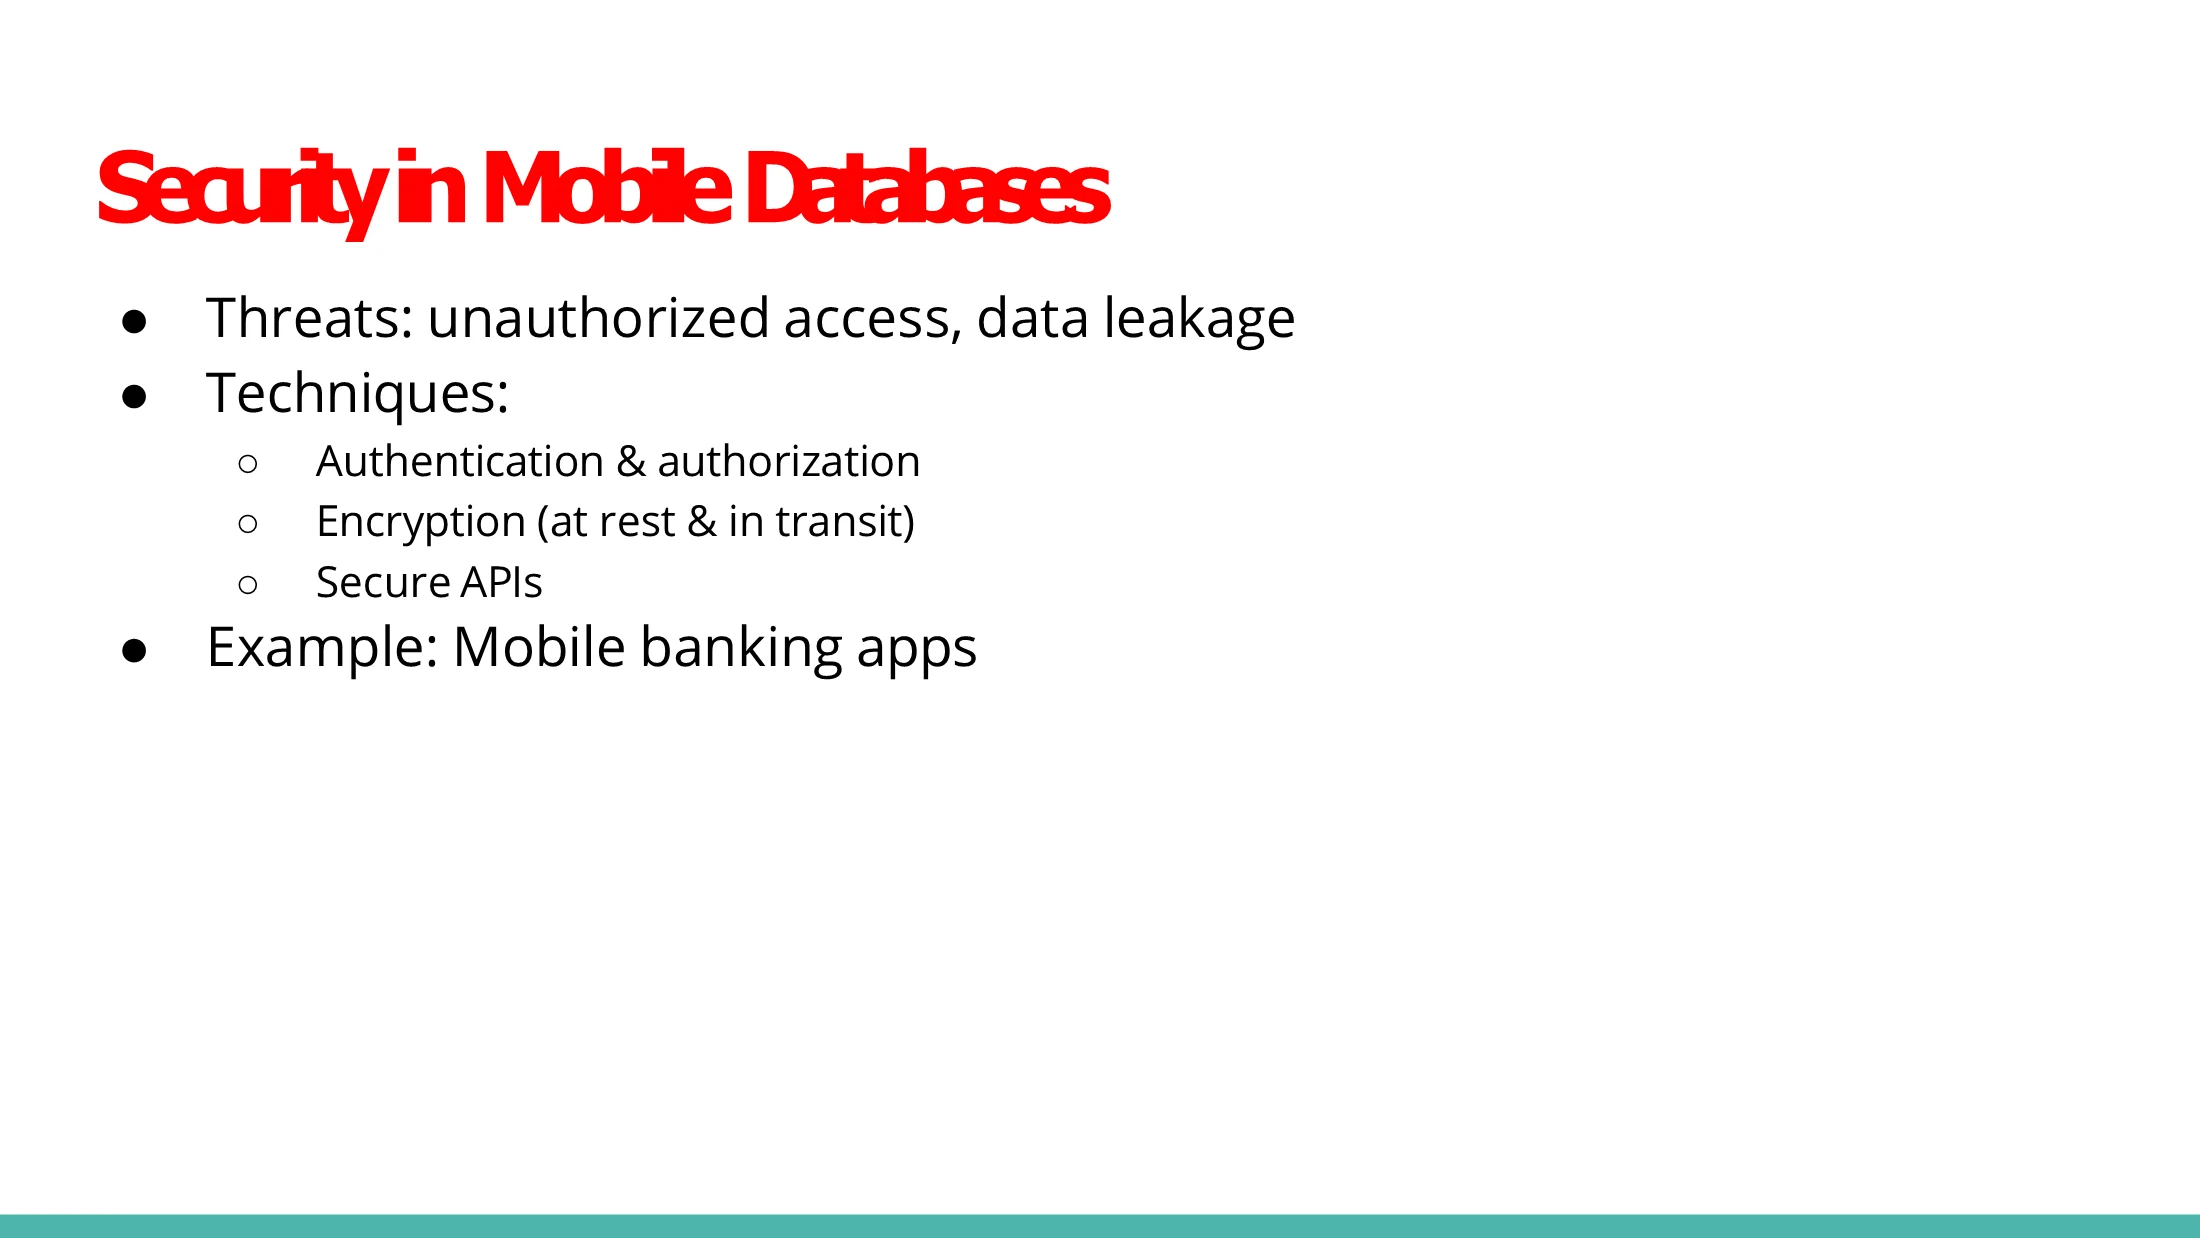 Security in Mobile Databases
● Threats: unauthorized access, data leakage
● Techniques:
○ Authentication & authorization
○ Encryption (at rest & in transit)
○ Secure APIs
● Example: Mobile banking apps